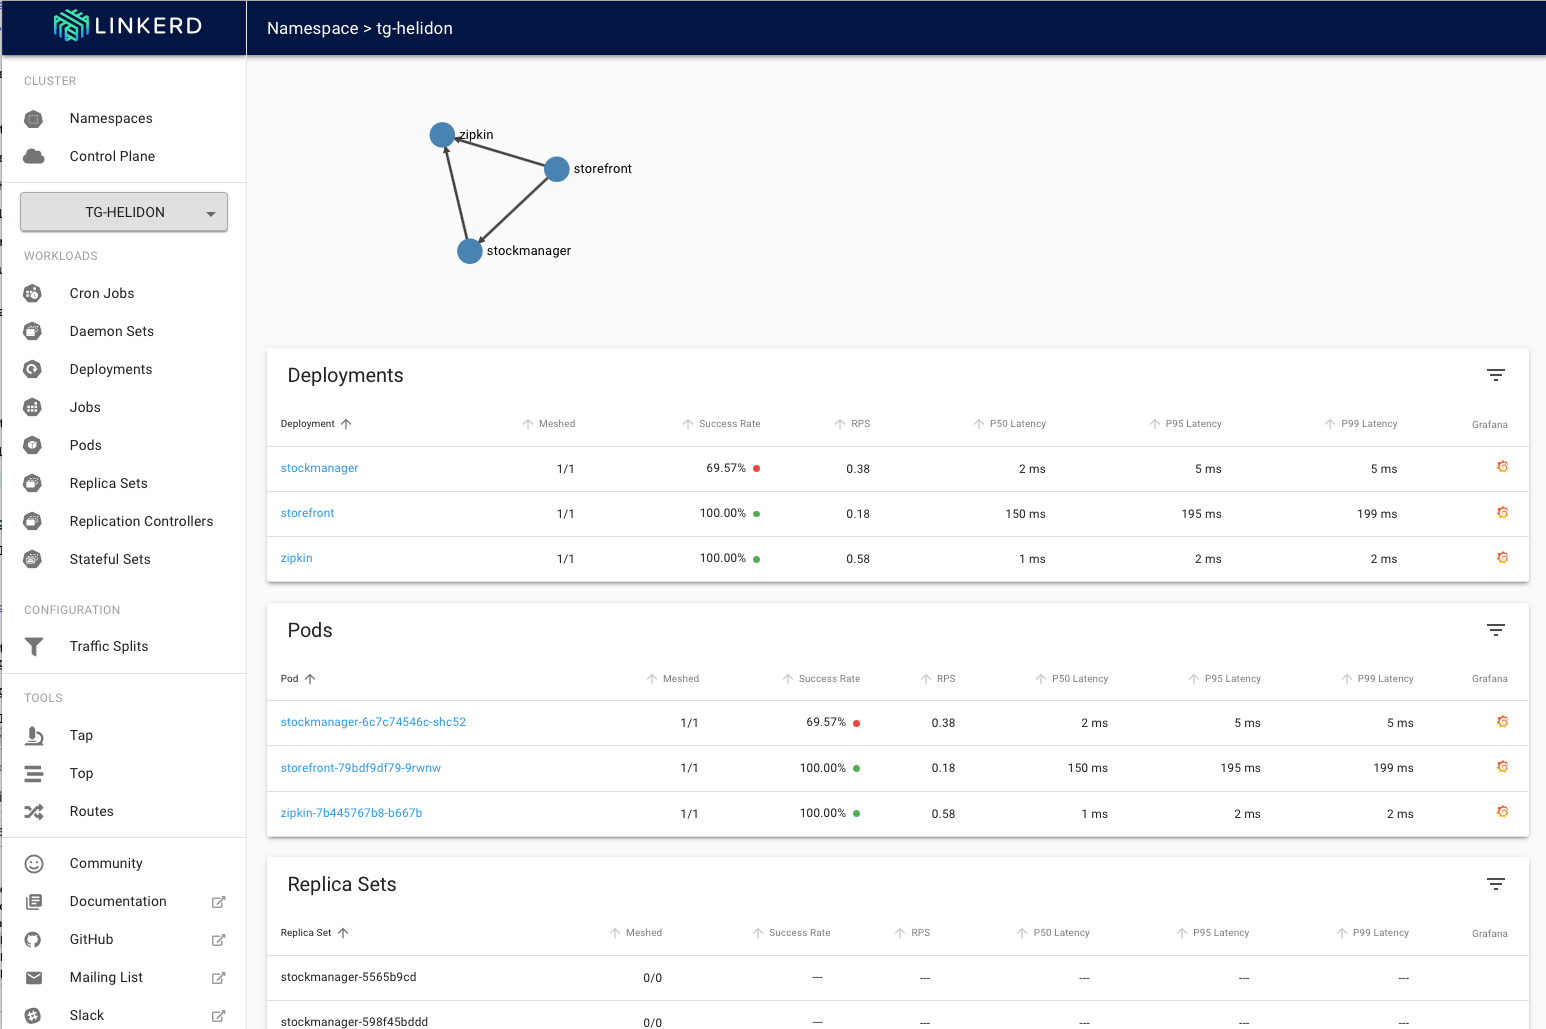 LINKERD
Namespace > tg-helidon
CLUSTER
Namespaces
Control Plane
TG-HELIDON
WORKLOADS
Cron Jobs
Daemon Sets
Deployments
Jobs
Pods
Replica Sets
Replication Controllers
Stateful Sets
CONFIGURATION
Traffic Splits
TOOLS
Tap
Top
Routes
Community
Documentation
GitHub
Mailing List
Slack
zipkin
storefront
stockmanager
Deployments
Deployment Meshed Success Rate RPS P50 Latency P95 Latency P99 Latency Grafana
stockmanager 1/1 69.57% 0.38 2 ms 5 ms 5 ms
storefront 1/1 100.00% 0.18 150 ms 195 ms 199 ms
zipkin 1/1 100.00% 0.58 1 ms 2 ms 2 ms
Pods
Pod Meshed Success Rate RPS P50 Latency P95 Latency P99 Latency Grafana
stockmanager-6c7c74546c-shc52 1/1 69.57% 0.38 2 ms 5 ms 5 ms
storefront-79bdf9df79-9rwnw 1/1 100.00% 0.18 150 ms 195 ms 199 ms
zipkin-7b445767b8-b667b 1/1 100.00% 0.58 1 ms 2 ms 2 ms
Replica Sets
Replica Set Meshed Success Rate RPS P50 Latency P95 Latency P99 Latency Grafana
stockmanager-5565b9cd 0/0 --- --- --- --- ---
stockmanager-598f45bddd 0/0 --- --- --- --- ---